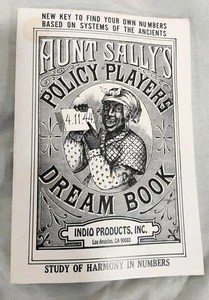 NEW KEY TO FIND YOUR OWN NUMBERS
BASED ON SYSTEMS OF THE ANCIENTS
AUNT SALLY'S
POLICY PLAYERS
4.11.44
DREAM BOOK
INDIO PRODUCTS, INC.
Los Angeles, CA 90063
STUDY OF HARMONY IN NUMBERS